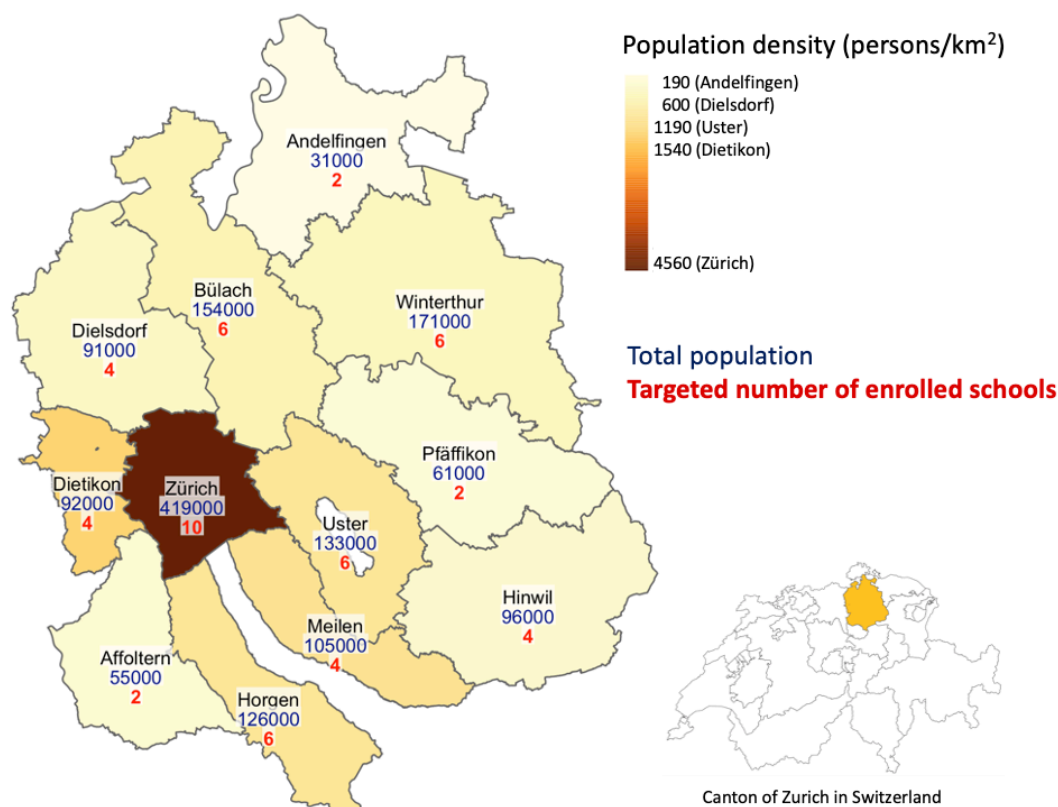 Population density (persons/km²)
190 (Andelfingen)
600 (Dielsdorf)
1190 (Uster)
1540 (Dietikon)
4560 (Zürich)
Andelfingen
31000
2
Bülach
154000
6
Winterthur
171000
6
Dielsdorf
91000
4
Total population
Targeted number of enrolled schools
Pfäffikon
61000
2
Dietikon
92000
4
Zürich
419000
10
Uster
133000
6
Hinwil
96000
4
Meilen
105000
4
Affoltern
55000
2
Horgen
126000
6
Canton of Zurich in Switzerland